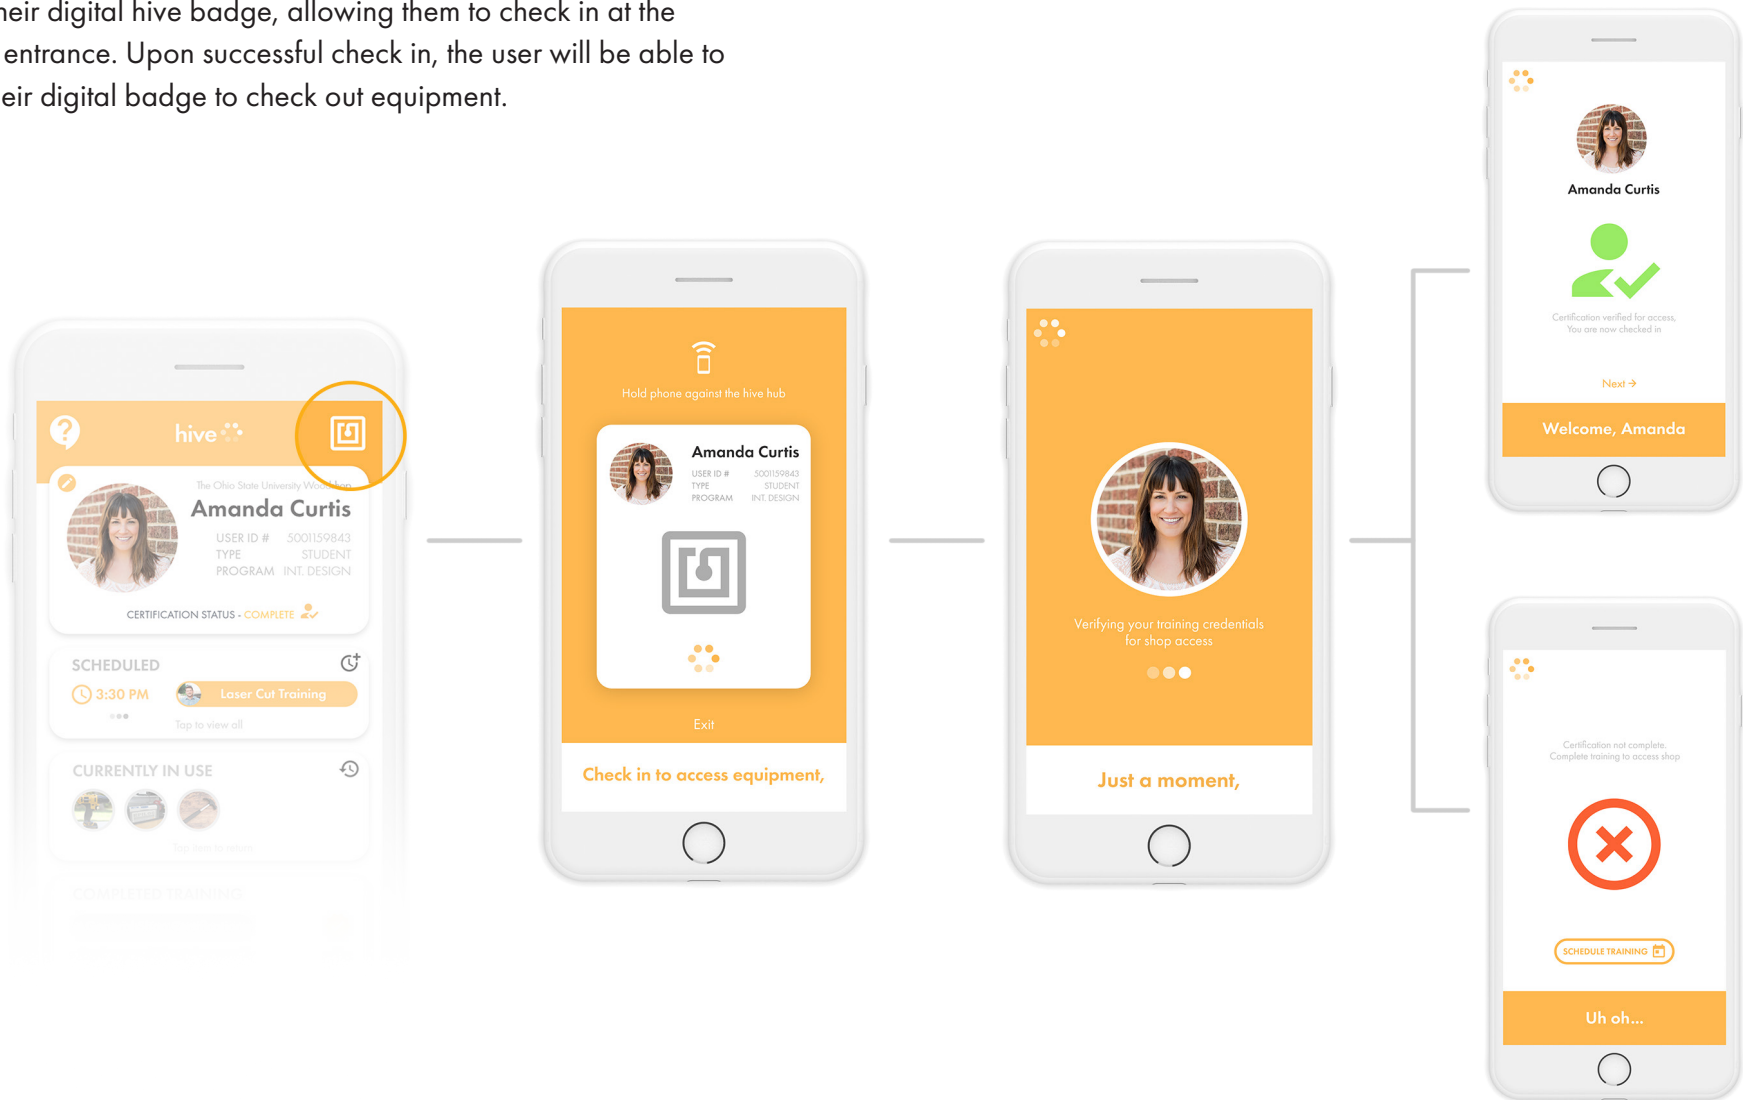 heir digital hive badge, allowing them to check in at the
entrance. Upon successful check in, the user will be able to
eir digital badge to check out equipment.
hive
The Ohio State University
Amanda Curtis
USER ID # 5001159843
TYPE STUDENT
PROGRAM INT. DESIGN
CERTIFICATION STATUS - COMPLETE
SCHEDULED
3:30 PM Laser Cut Training
Tap to view all
CURRENTLY IN USE
Tap item to
COMPLETED TRAINING
Hold phone against the hive hub
Amanda Curtis
USER ID # 5001159843
TYPE STUDENT
PROGRAM INT. DESIGN
Exit
Check in to access equipment,
Verifying your training credentials
for shop access
Just a moment,
Amanda Curtis
Certification verified for access,
You are now checked in
Next →
Welcome, Amanda
Certification not complete.
Complete training to access shop
SCHEDULE TRAINING
Uh oh...